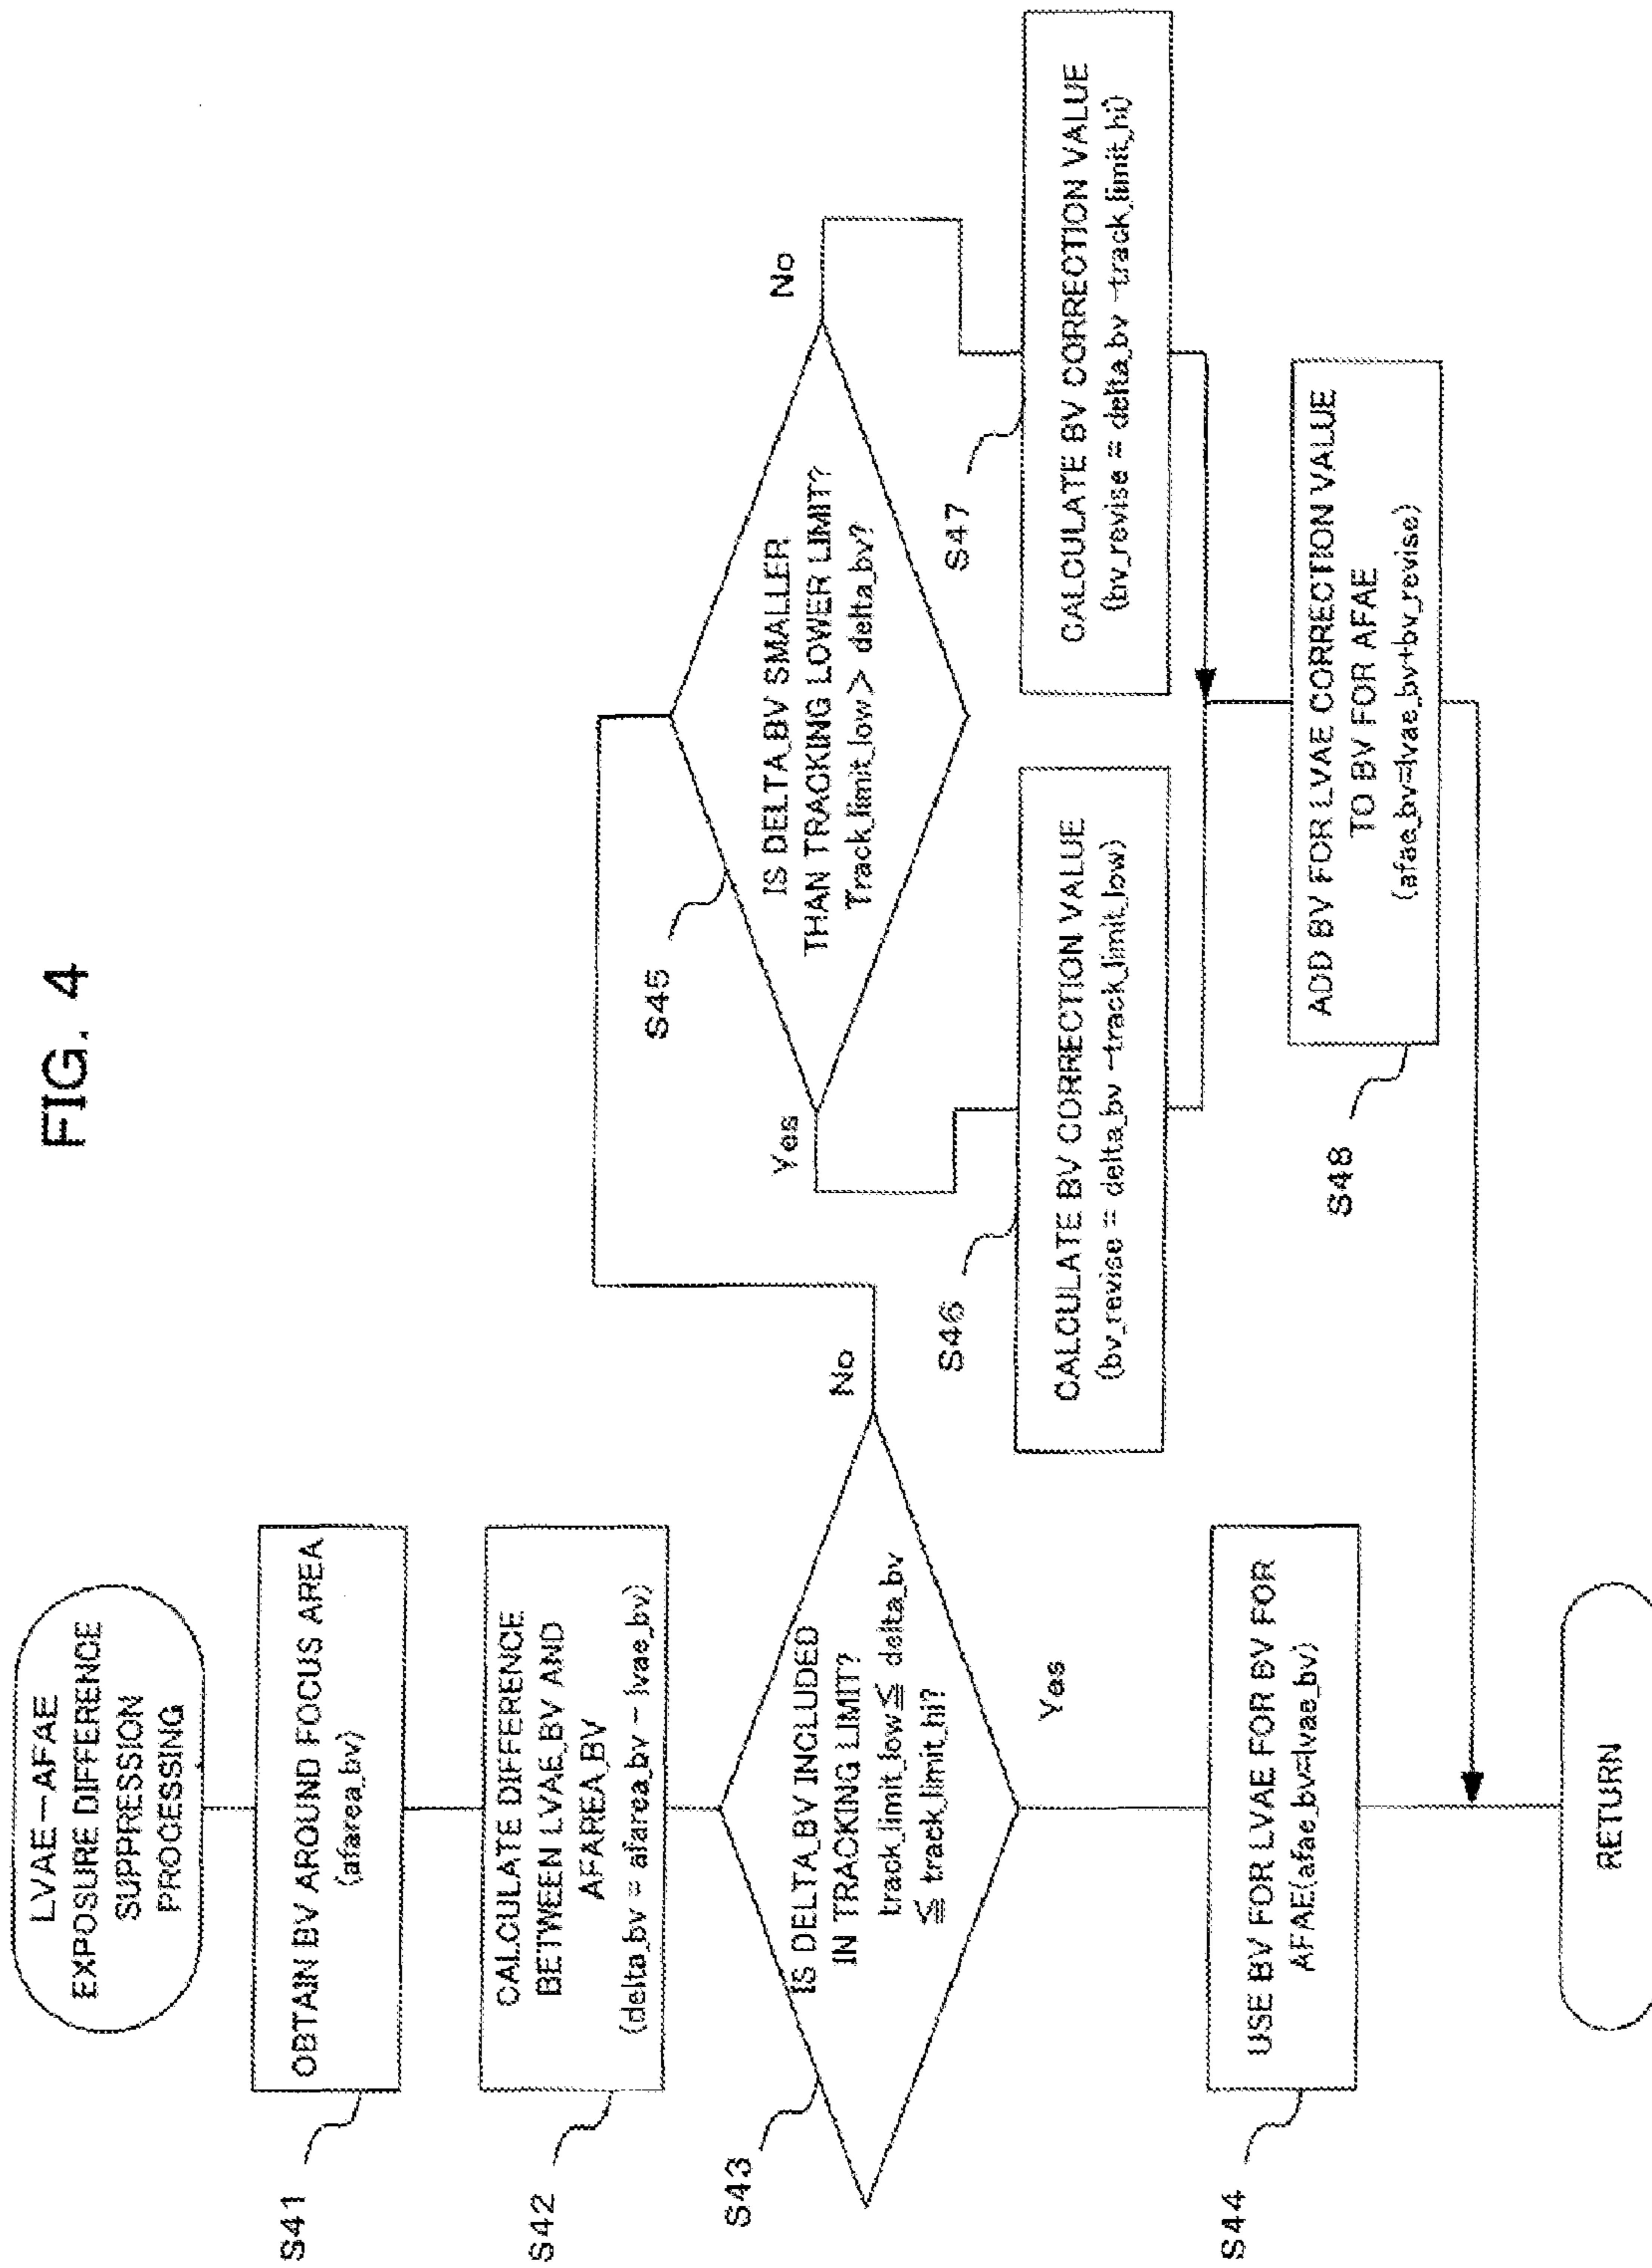 FIG. 4
LVAE-AFAE
EXPOSURE DIFFERENCE
SUPPRESSION
PROCESSING
S41
OBTAIN BV AROUND FOCUS AREA
(afarea_bv)
S42
CALCULATE DIFFERENCE
BETWEEN LVAE_BV AND
AFAREA_BV
(delta_bv = afarea_bv - lvae_bv)
S43
IS DELTA_BV INCLUDED
IN TRACKING LIMIT?
track_limit_low≦ delta_bv
≦ track_limit_hi?
No
Yes
S44
USE BV FOR LVAE FOR BV FOR
AFAE(afae_bv=lvae_bv)
S45
IS DELTA_BV SMALLER
THAN TRACKING LOWER LIMIT?
Track_limit_low> delta_bv?
Yes
No
S46
CALCULATE BV CORRECTION VALUE
(bv_revise = delta_bv -track_limit_low)
S47
CALCULATE BV CORRECTION VALUE
(bv_revise = delta_bv -track_limit_hi)
S48
ADD BV FOR LVAE CORRECTION VALUE
TO BV FOR AFAE
(afae_bv=lvae_bv+bv_revise)
RETURN